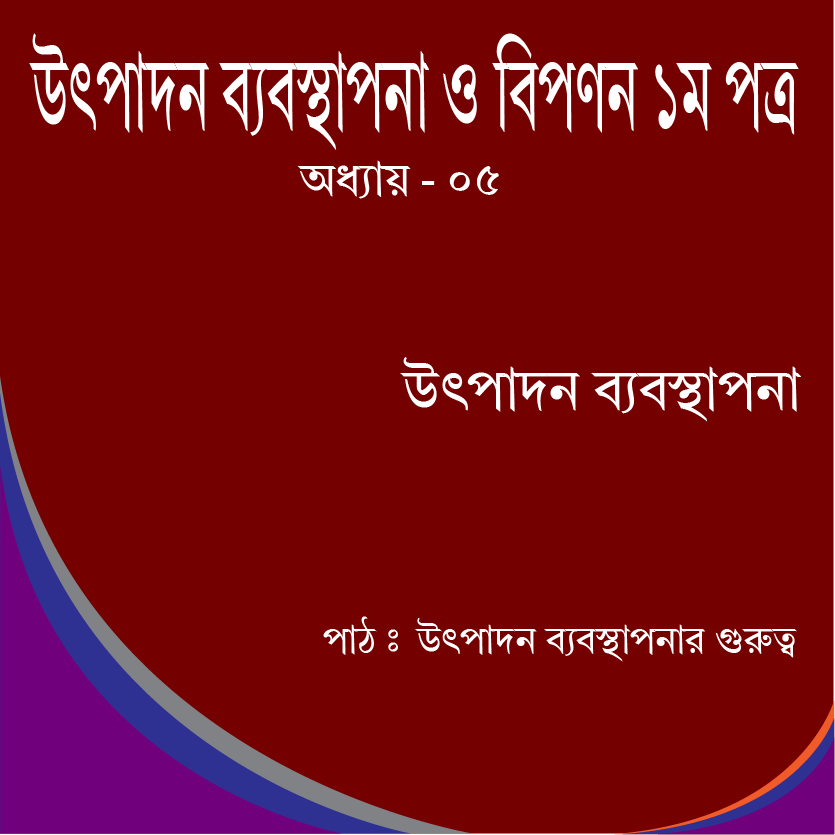 উৎপাদন ব্যবস্থাপনা ও বিপণন ১ম পত্র
অধ্যায় - ০৫
উৎপাদন ব্যবস্থাপনা
পাঠ ঃ উৎপাদন ব্যবস্থাপনার গুরুত্ব